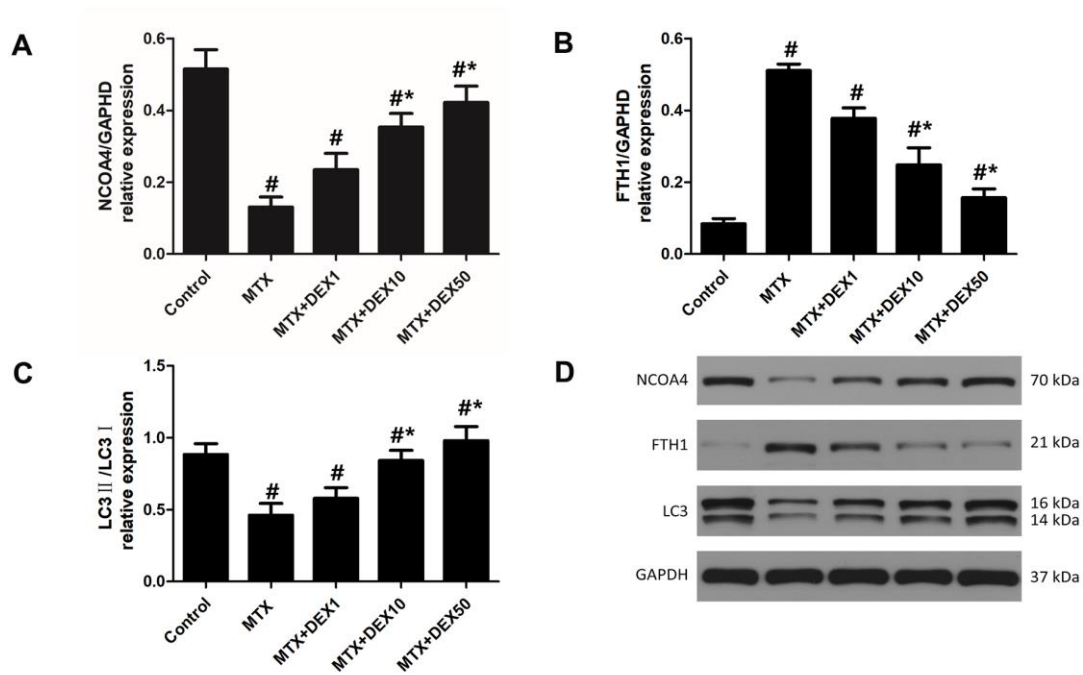 A
NCOA4/GAPHD
relative expression
0.6
0.4
0.2
0.0
#
#
#*
#*
Control
MTX
MTX+DEX1
MTX+DEX10
MTX+DEX50
B
FTH1/GAPHD
relative expression
0.6
0.4
0.2
0.0
#
#
#*
#*
Control
MTX
MTX+DEX1
MTX+DEX10
MTX+DEX50
C
LC3Ⅱ/LC3Ⅰ
relative expression
1.5
1.0
0.5
0.0
#
#
#*
#*
Control
MTX
MTX+DEX1
MTX+DEX10
MTX+DEX50
D
NCOA4 70 kDa
FTH1 21 kDa
LC3 16 kDa
14 kDa
GAPDH 37 kDa